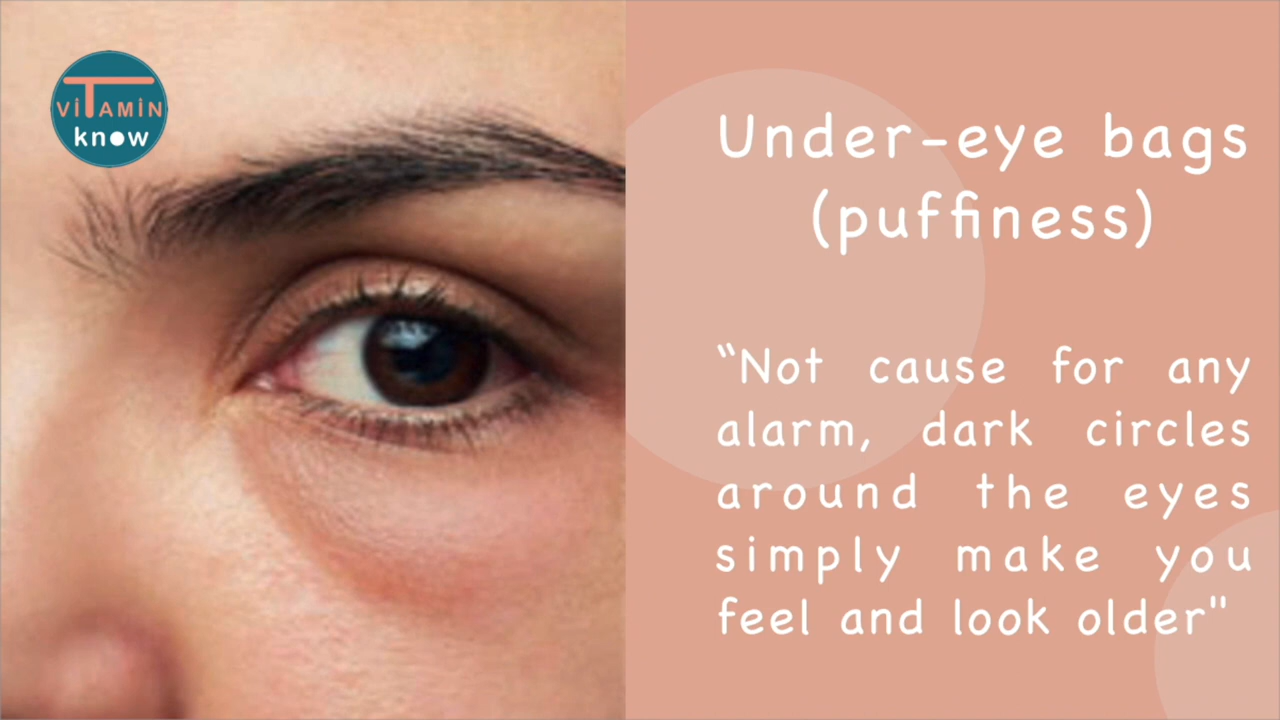 ViTAMiN
know
Under-eye bags
(puffiness)
“Not cause for any
alarm, dark circles
around the eyes
simply make you
feel and look older"